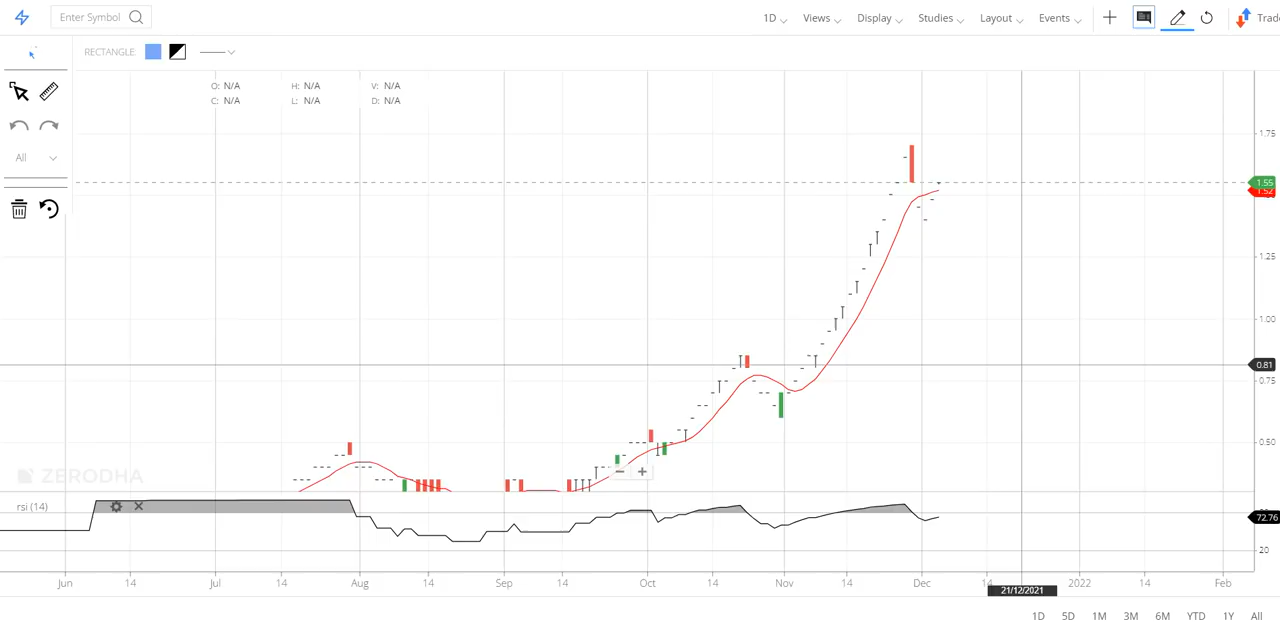 Enter Symbol 1D Views Display Studies Layout Events Trade
RECTANGLE:
O: N/A H: N/A V: N/A
C: N/A L: N/A D: N/A
All
1.75
1.55
1.52
1.25
1.00
0.81
0.75
0.50
ZERODHA
rsi (14)
72.76
20
Jun 14 Jul 14 Aug 14 Sep 14 Oct 14 Nov 14 Dec 14 2022 14 Feb
21/12/2021
1D 5D 1M 3M 6M YTD 1Y All